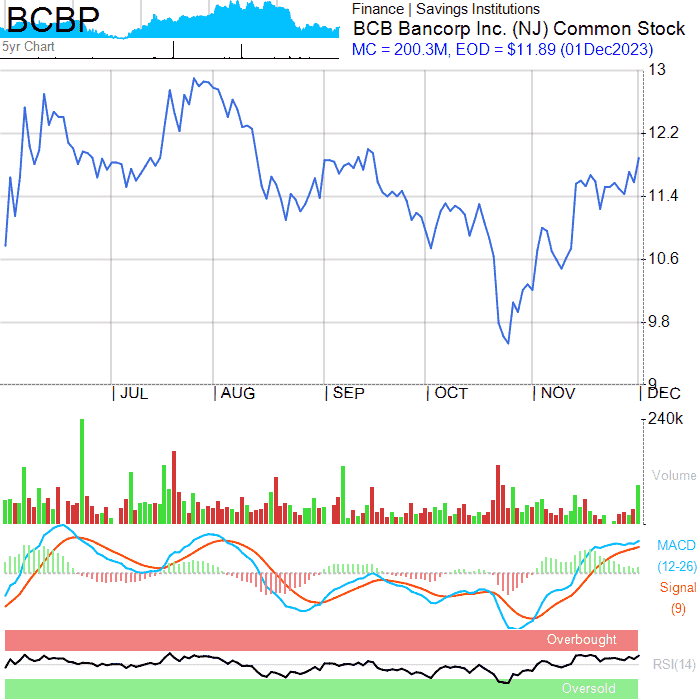 BCBP
5yr Chart
Finance | Savings Institutions
BCB Bancorp Inc. (NJ) Common Stock
MC = 200.3M, EOD = $11.89 (01Dec2023)
13
12.2
11.4
10.6
9.8
9
JUL AUG SEP OCT NOV DEC
240k
Volume
MACD
(12-26)
Signal
(9)
Overbought
RSI(14)
Oversold